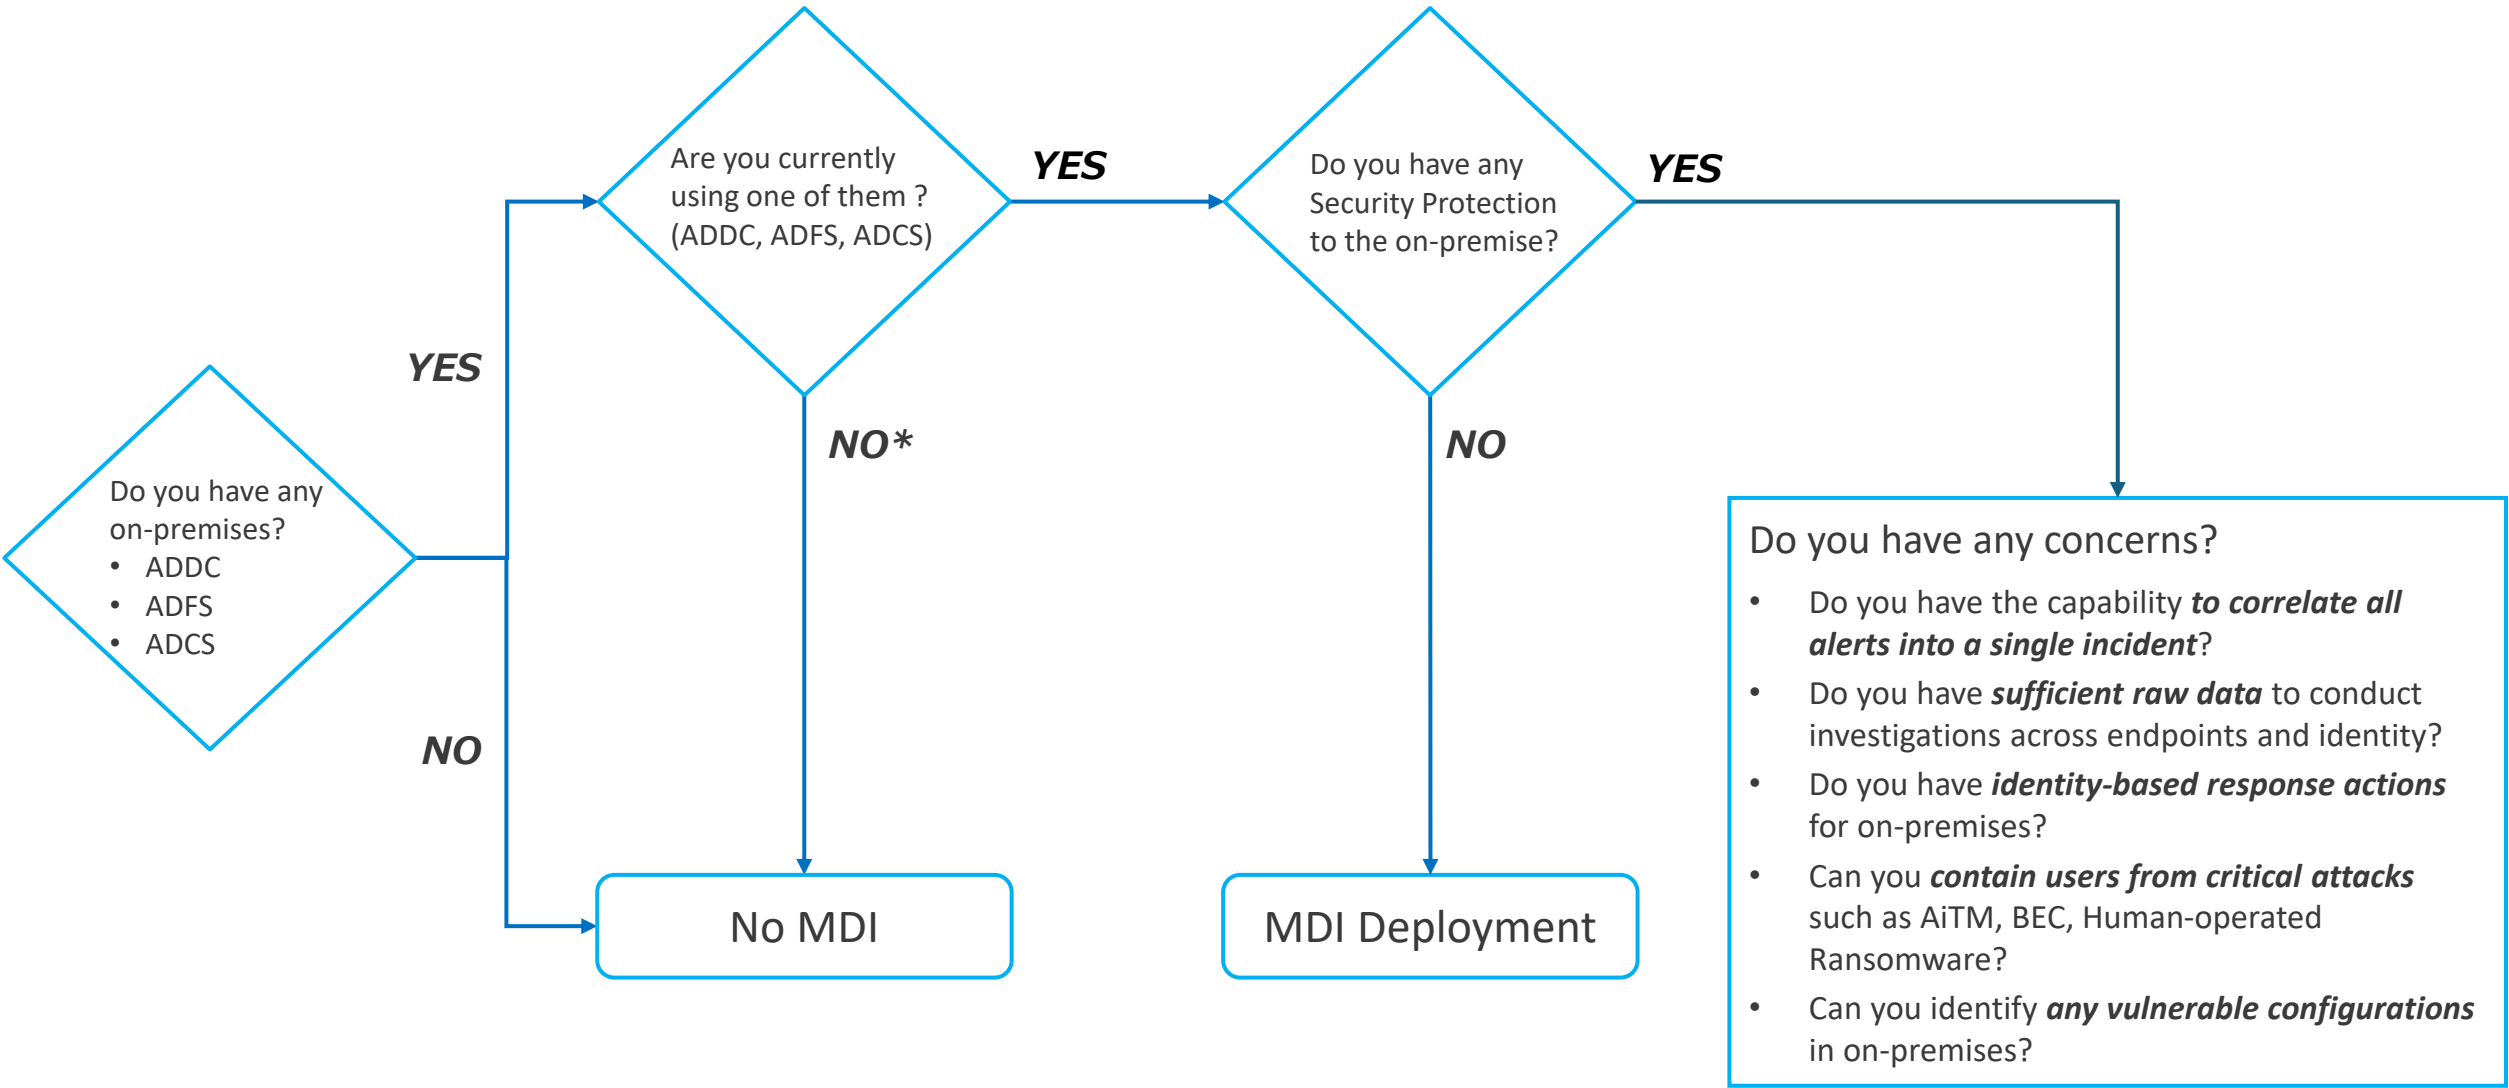 Do you have any
on-premises?
• ADDC
• ADFS
• ADCS
YES
NO
Are you currently
using one of them ?
(ADDC, ADFS, ADCS)
YES
NO*
Do you have any
Security Protection
to the on-premise?
YES
NO
No MDI
MDI Deployment
Do you have any concerns?
• Do you have the capability to correlate all
alerts into a single incident?
• Do you have sufficient raw data to conduct
investigations across endpoints and identity?
• Do you have identity-based response actions
for on-premises?
• Can you contain users from critical attacks
such as AiTM, BEC, Human-operated
Ransomware?
• Can you identify any vulnerable configurations
in on-premises?